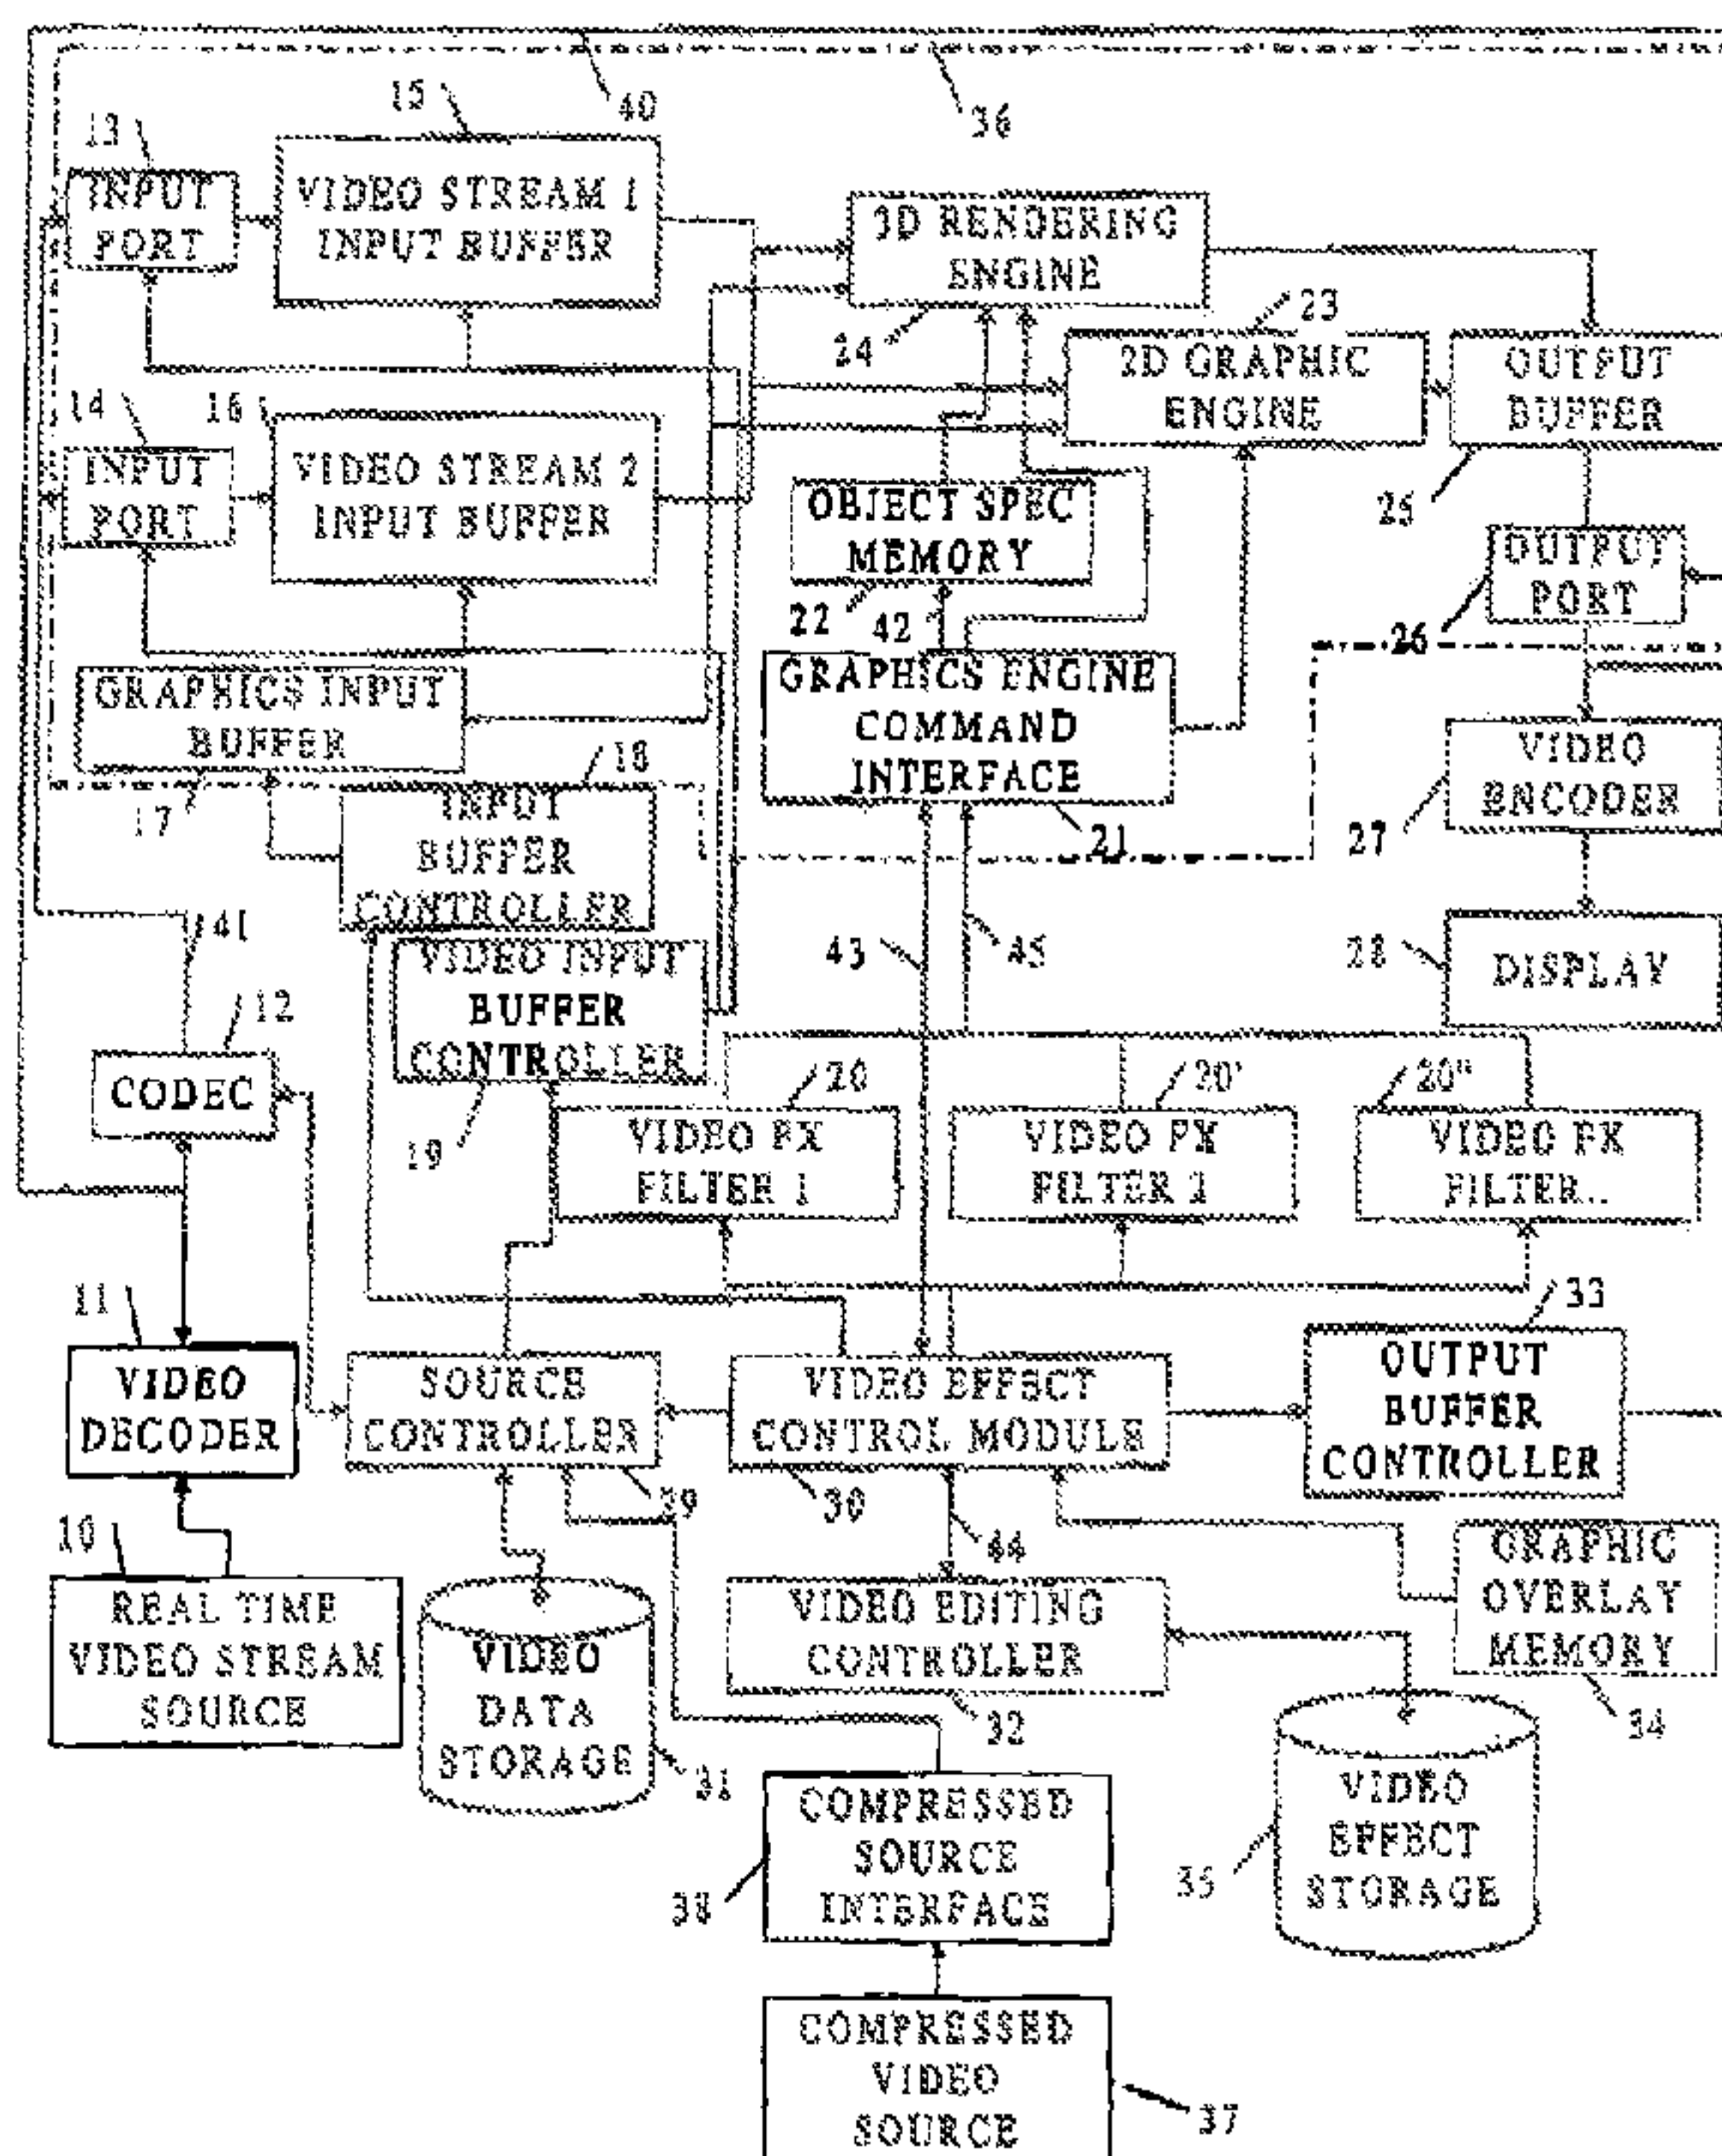 40
36
15
13
INPUT
PORT
VIDEO STREAM 1
INPUT BUFFER
3D RENDERING
ENGINE
24
23
2D GRAPHIC
ENGINE
OUTPUT
BUFFER
25
14
16
INPUT
PORT
VIDEO STREAM 2
INPUT BUFFER
OBJECT SPEC
MEMORY
22
42
OUTPUT
PORT
26
GRAPHICS INPUT
BUFFER
17
18
GRAPHICS ENGINE
COMMAND
INTERFACE
21
VIDEO
ENCODER
27
INPUT
BUFFER
CONTROLLER
41
43
45
28
DISPLAY
VIDEO INPUT
BUFFER
CONTROLLER
19
12
CODEC
20
20'
20"
VIDEO FX
FILTER 1
VIDEO FX
FILTER 2
VIDEO FX
FILTER..
11
VIDEO
DECODER
SOURCE
CONTROLLER
29
VIDEO EFFECT
CONTROL MODULE
30
33
OUTPUT
BUFFER
CONTROLLER
10
REAL TIME
VIDEO STREAM
SOURCE
44
VIDEO
DATA
STORAGE
31
VIDEO EDITING
CONTROLLER
32
GRAPHIC
OVERLAY
MEMORY
34
VIDEO
EFFECT
STORAGE
35
COMPRESSED
SOURCE
INTERFACE
38
COMPRESSED
VIDEO
SOURCE
37